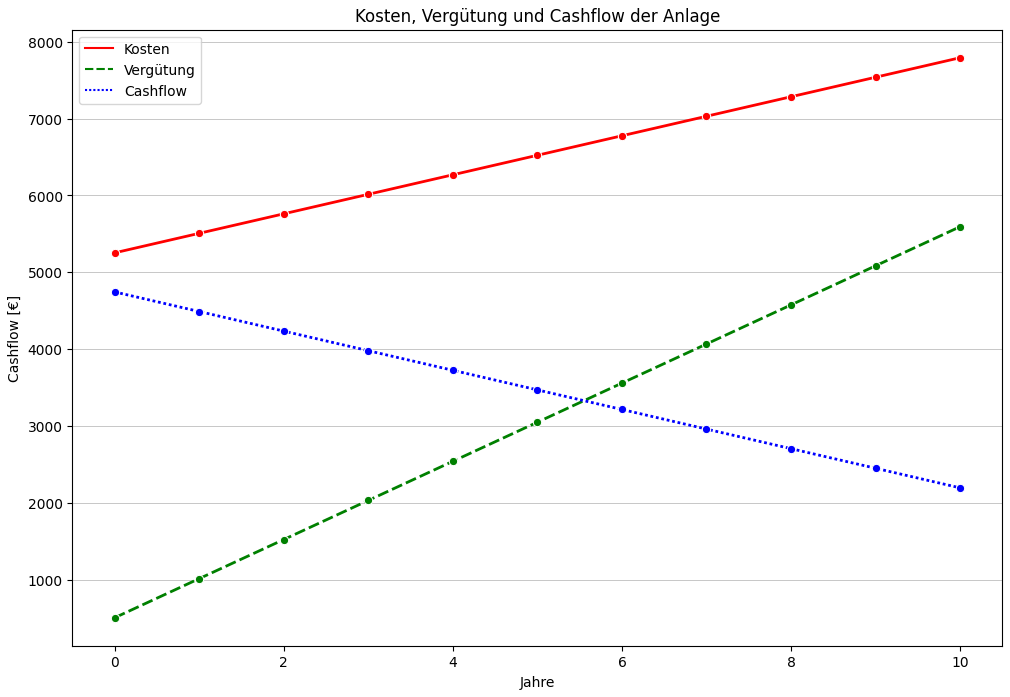 Kosten, Vergütung und Cashflow der Anlage
Kosten
Vergütung
Cashflow
Cashflow [€]
8000
7000
6000
5000
4000
3000
2000
1000
0 2 4 6 8 10
Jahre